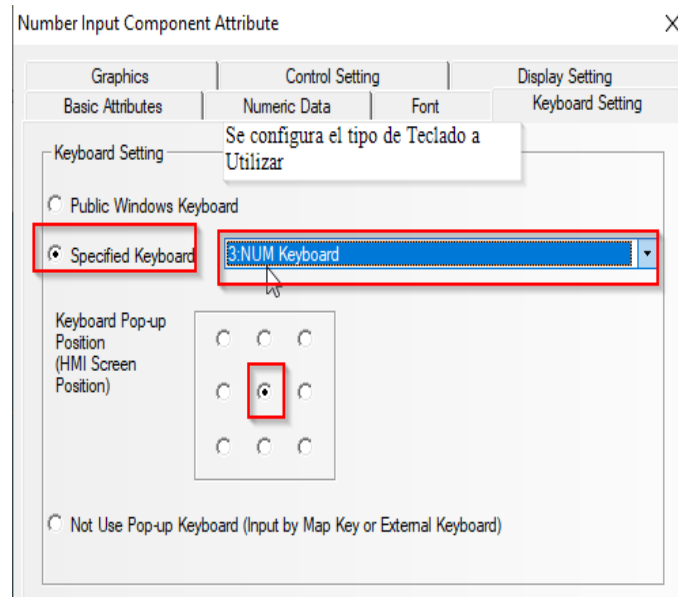 Number Input Component Attribute
Graphics
Control Setting
Display Setting
Basic Attributes
Numeric Data
Font
Keyboard Setting
Se configura el tipo de Teclado a
Utilizar
Keyboard Setting
Public Windows Keyboard
Specified Keyboard
3:NUM Keyboard
Keyboard Pop-up
Position
(HMI Screen
Position)
Not Use Pop-up Keyboard (Input by Map Key or External Keyboard)